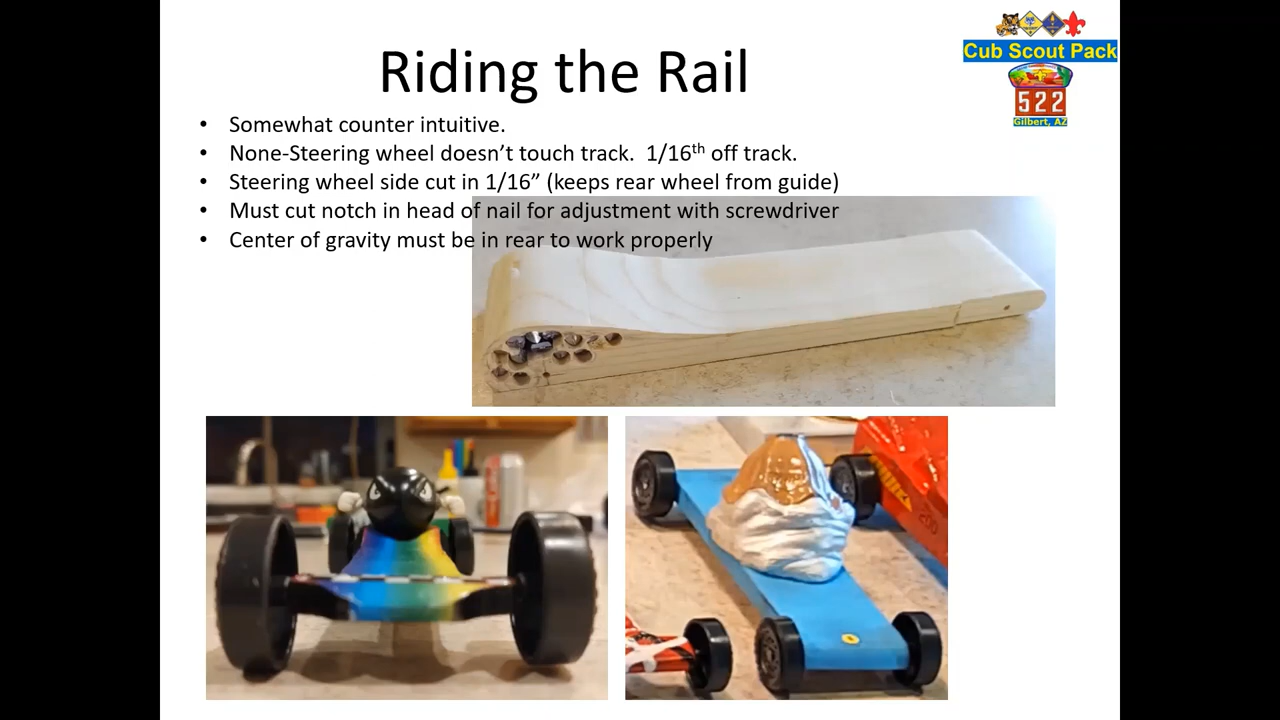 Riding the Rail
Cub Scout Pack
522
Gilbert, AZ
• Somewhat counter intuitive.
• None-Steering wheel doesn’t touch track.  1/16th off track.
• Steering wheel side cut in 1/16” (keeps rear wheel from guide)
• Must cut notch in head of nail for adjustment with screwdriver
• Center of gravity must be in rear to work properly
200